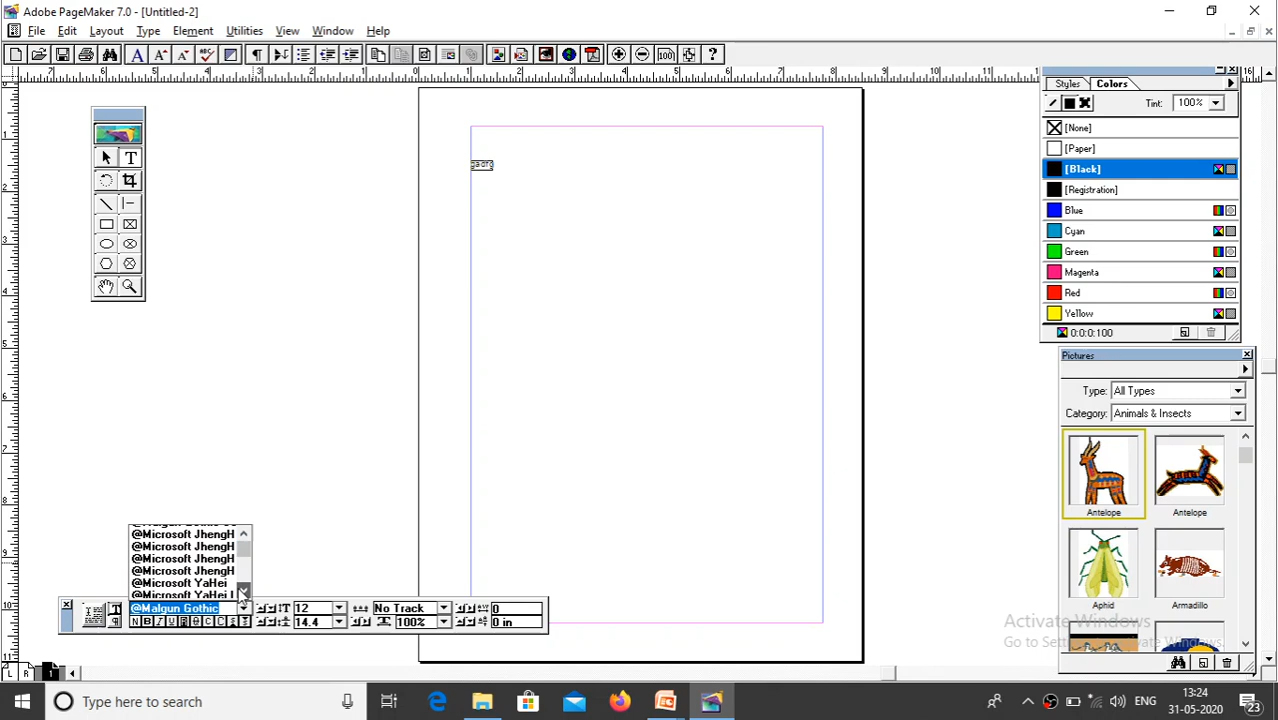 Adobe PageMaker 7.0 - [Untitled-2]
File Edit Layout Type Element Utilities View Window Help
Styles Colors
Tint: 100%
[None]
[Paper]
[Black]
[Registration]
Blue
Cyan
Green
Magenta
Red
Yellow
0:0:0:100
Pictures
Type: All Types
Category: Animals & Insects
Antelope Antelope
Aphid Armadillo
@Microsoft JhengH
@Microsoft JhengH
@Microsoft JhengH
@Microsoft JhengH
@Microsoft YaHei
@Microsoft YaHei
@Malgun Gothic 12 No Track 0
14.4 100% 0 in
Activate Windows
L R 1
Type here to search
ENG
13:24
31-05-2020
23